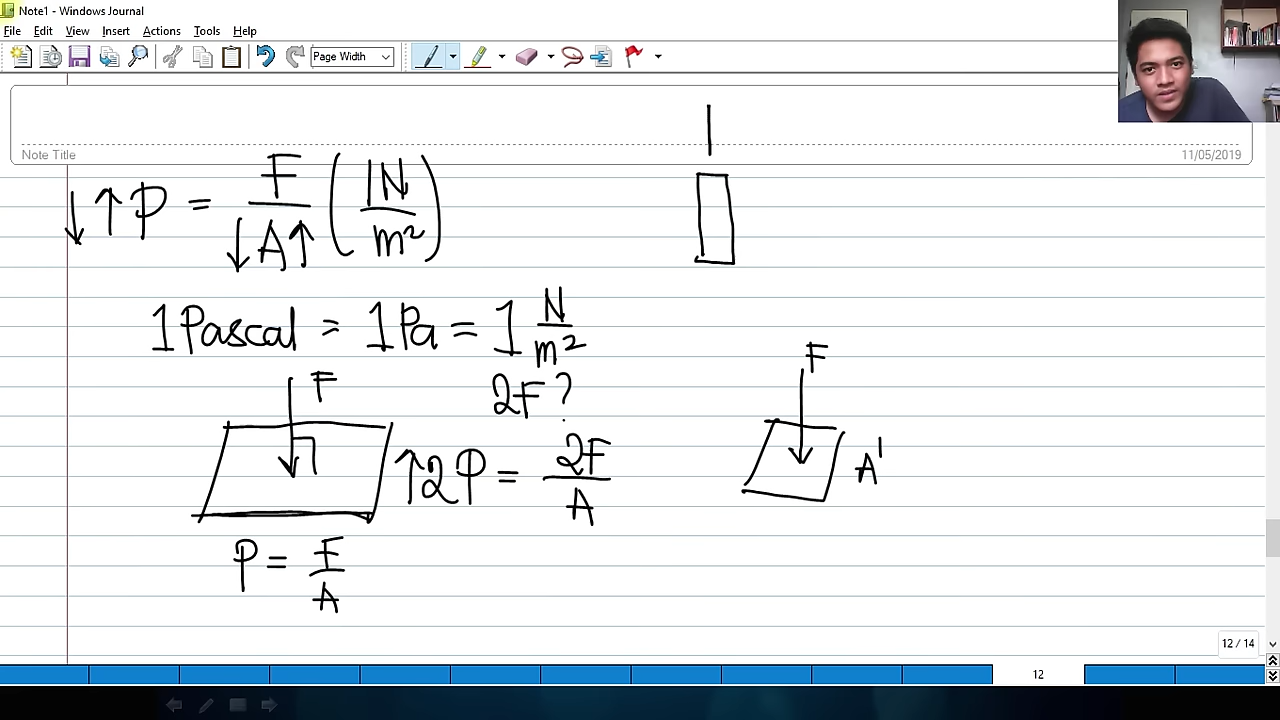 Note1 - Windows Journal
File Edit View Insert Actions Tools Help
Page Width
Note Title
11/05/2019
↓ ↑ P = F / ↓ A ↑ (1N / m²)
1 Pascal = 1 Pa = 1 N / m²
F
2F ?
↑ 2 P = 2F / A
P = F / A
F
A'
12 / 14
12